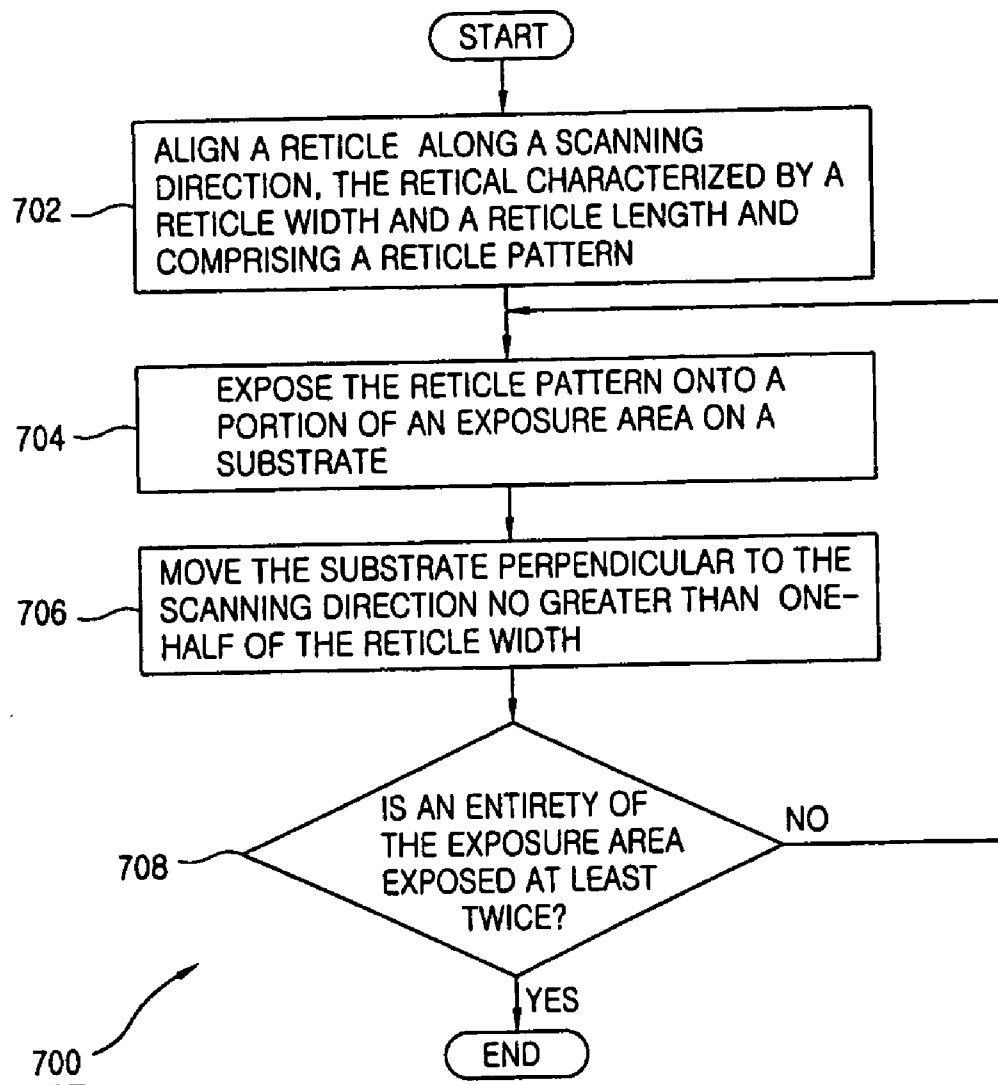 START
702
ALIGN A RETICLE ALONG A SCANNING
DIRECTION, THE RETICAL CHARACTERIZED BY A
RETICLE WIDTH AND A RETICLE LENGTH AND
COMPRISING A RETICLE PATTERN
704
EXPOSE THE RETICLE PATTERN ONTO A
PORTION OF AN EXPOSURE AREA ON A
SUBSTRATE
706
MOVE THE SUBSTRATE PERPENDICULAR TO THE
SCANNING DIRECTION NO GREATER THAN ONE-
HALF OF THE RETICLE WIDTH
708
IS AN ENTIRETY OF
THE EXPOSURE AREA
EXPOSED AT LEAST
TWICE?
NO
YES
END
700